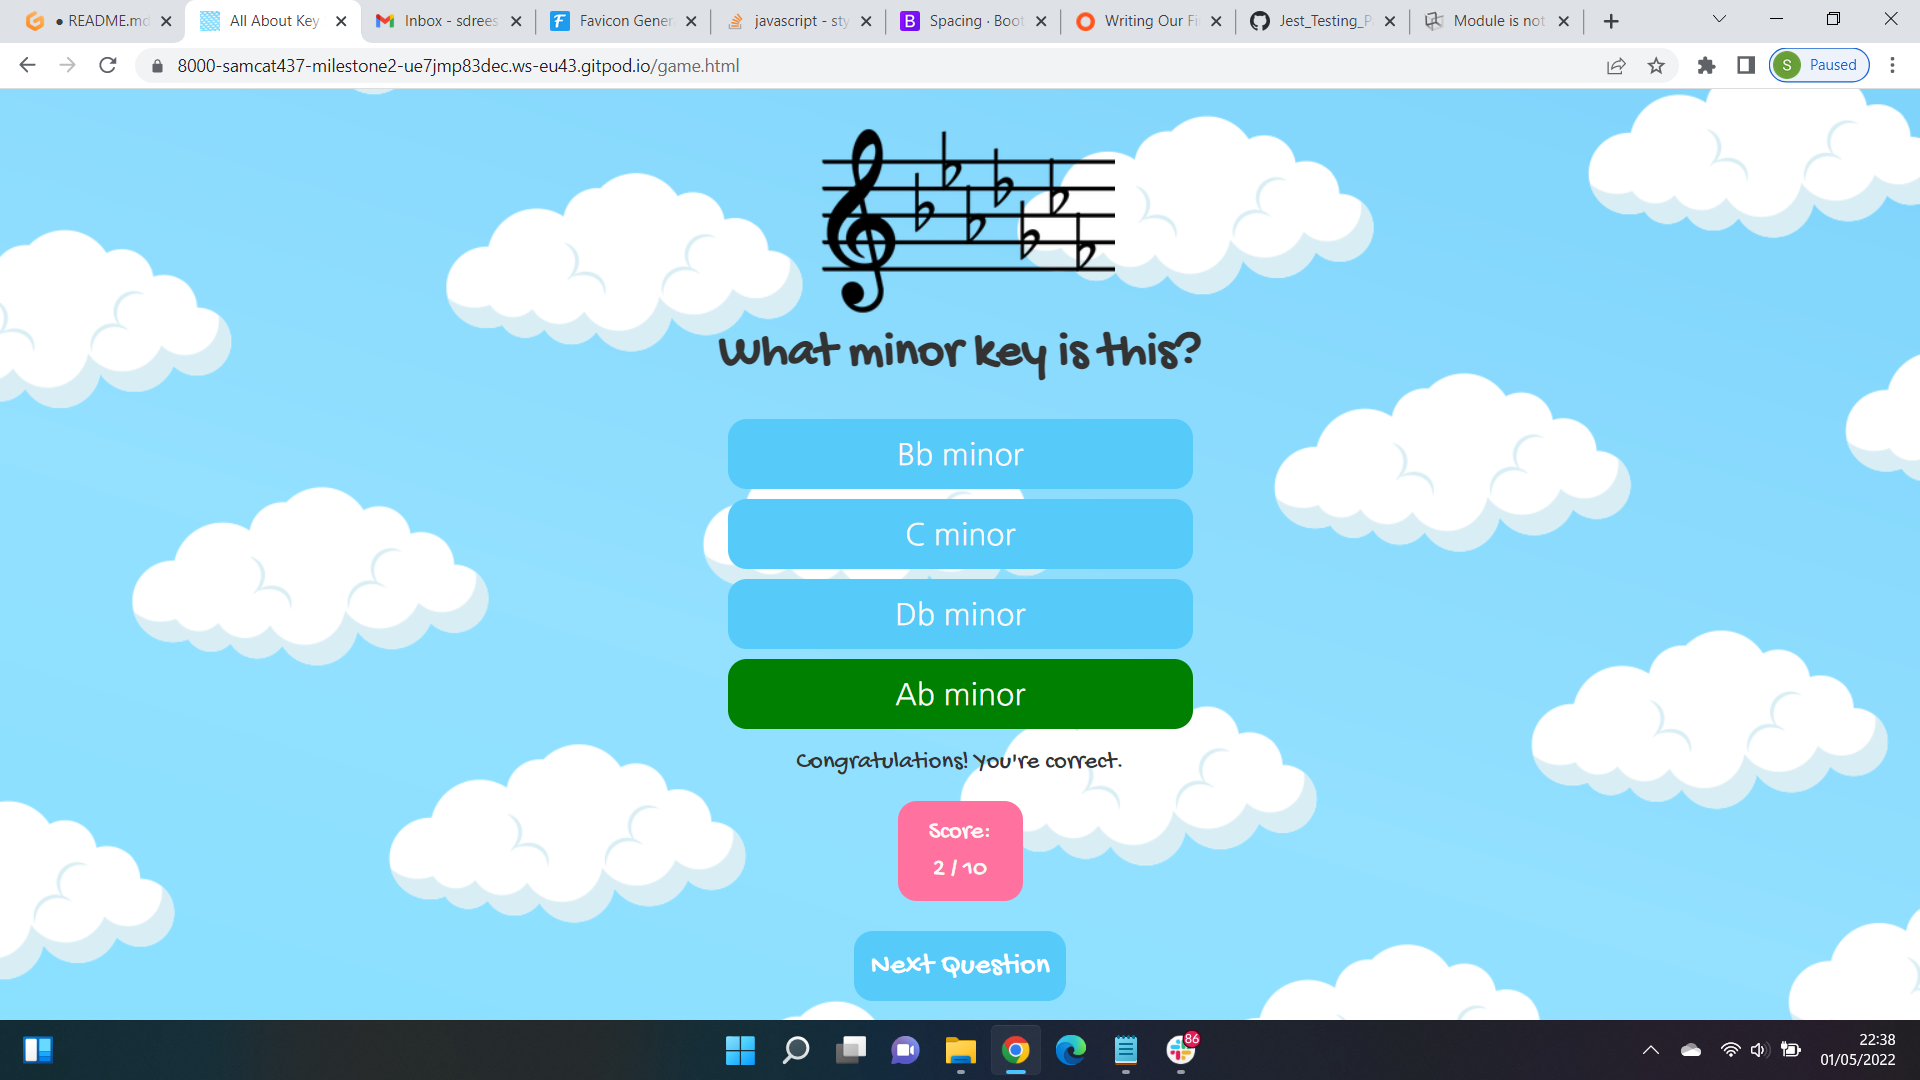 README.md
All About Key
Inbox - sdrees
Favicon Gener
javascript - sty
Spacing · Boot
Writing Our Fi
Jest_Testing_P
Module is not
8000-samcat437-milestone2-ue7jmp83dec.ws-eu43.gitpod.io/game.html
S Paused
What minor key is this?
Bb minor
C minor
Db minor
Ab minor
Congratulations! You're correct.
Score:
2 / 10
Next Question
86
22:38
01/05/2022